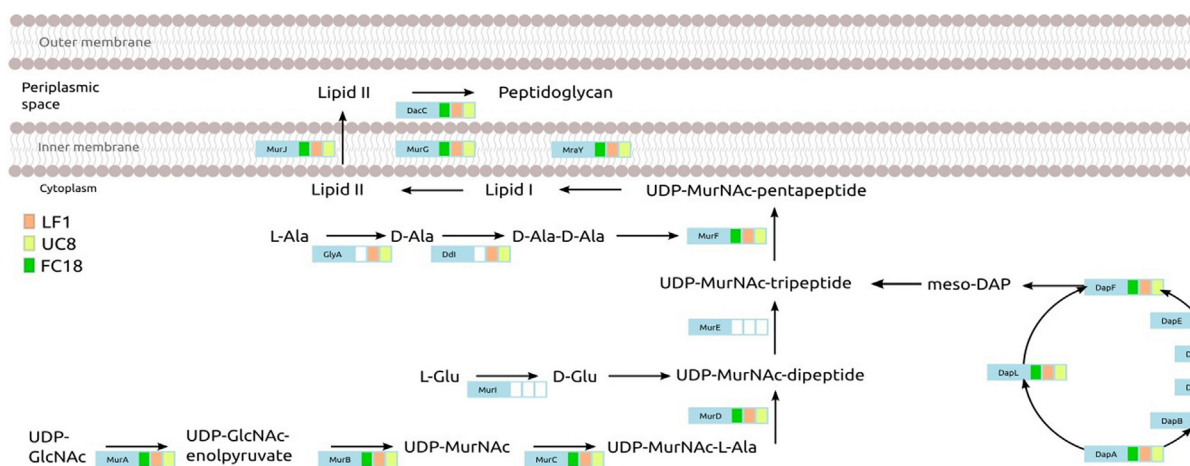 Outer membrane
Periplasmic
space
Lipid II
Peptidoglycan
DacC
Inner membrane
MurJ
MurG
MraY
Cytoplasm
Lipid II
Lipid I
UDP-MurNAc-pentapeptide
LF1
UC8
FC18
L-Ala
D-Ala
D-Ala-D-Ala
GlyA
Ddl
MurF
UDP-MurNAc-tripeptide
meso-DAP
DapF
DapE
MurE
D
L-Glu
D-Glu
UDP-MurNAc-dipeptide
DapL
MurI
D
MurD
DapB
UDP-
GlcNAc
UDP-GlcNAc-
enolpyruvate
UDP-MurNAc
UDP-MurNAc-L-Ala
MurA
MurB
MurC
DapA